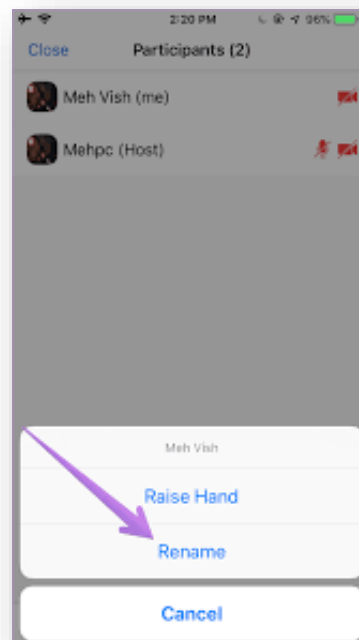 2:20 PM 96%
Close Participants (2)
Meh Vish (me)
Mehpc (Host)
Meh Vish
Raise Hand
Rename
Cancel